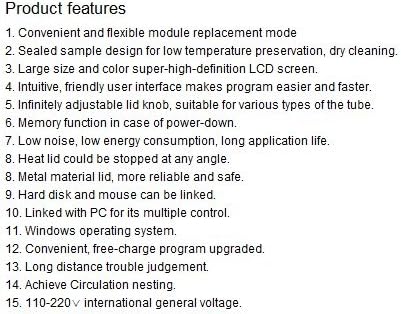 Product features
1. Convenient and flexible module replacement mode
2. Sealed sample design for low temperature preservation, dry cleaning.
3. Large size and color super-high-definition LCD screen.
4. Intuitive, friendly user interface makes program easier and faster.
5. Infinitely adjustable lid knob, suitable for various types of the tube.
6. Memory function in case of power-down.
7. Low noise, low energy consumption, long application life.
8. Heat lid could be stopped at any angle.
8. Metal material lid, more reliable and safe.
9. Hard disk and mouse can be linked.
10. Linked with PC for its multiple control.
11. Windows operating system.
12. Convenient, free-charge program upgraded.
13. Long distance trouble judgement.
14. Achieve Circulation nesting.
15. 110-220∨ international general voltage.